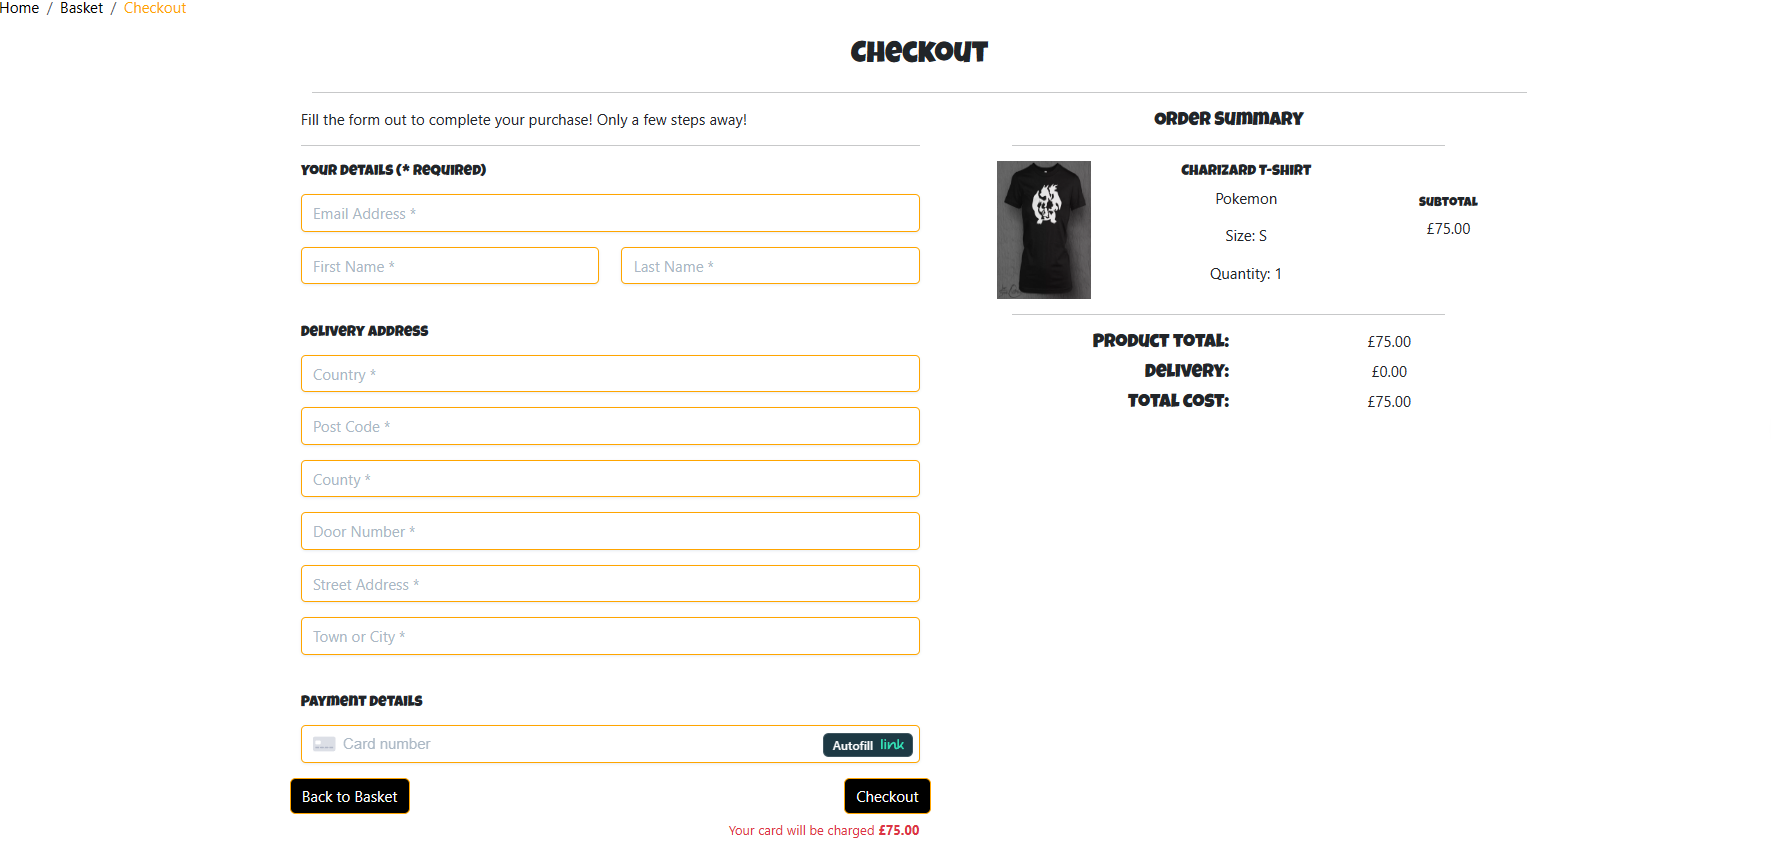 Home / Basket / Checkout
Checkout
Fill the form out to complete your purchase! Only a few steps away!
Your Details (* Required)
Email Address *
First Name * Last Name *
Delivery Address
Country *
Post Code *
County *
Door Number *
Street Address *
Town or City *
Payment Details
Card number Autofill link
Back to Basket Checkout
Your card will be charged £75.00
Order Summary
Charizard T-Shirt
Pokemon
Size: S
Quantity: 1
Subtotal
£75.00
Product Total: £75.00
Delivery: £0.00
Total Cost: £75.00